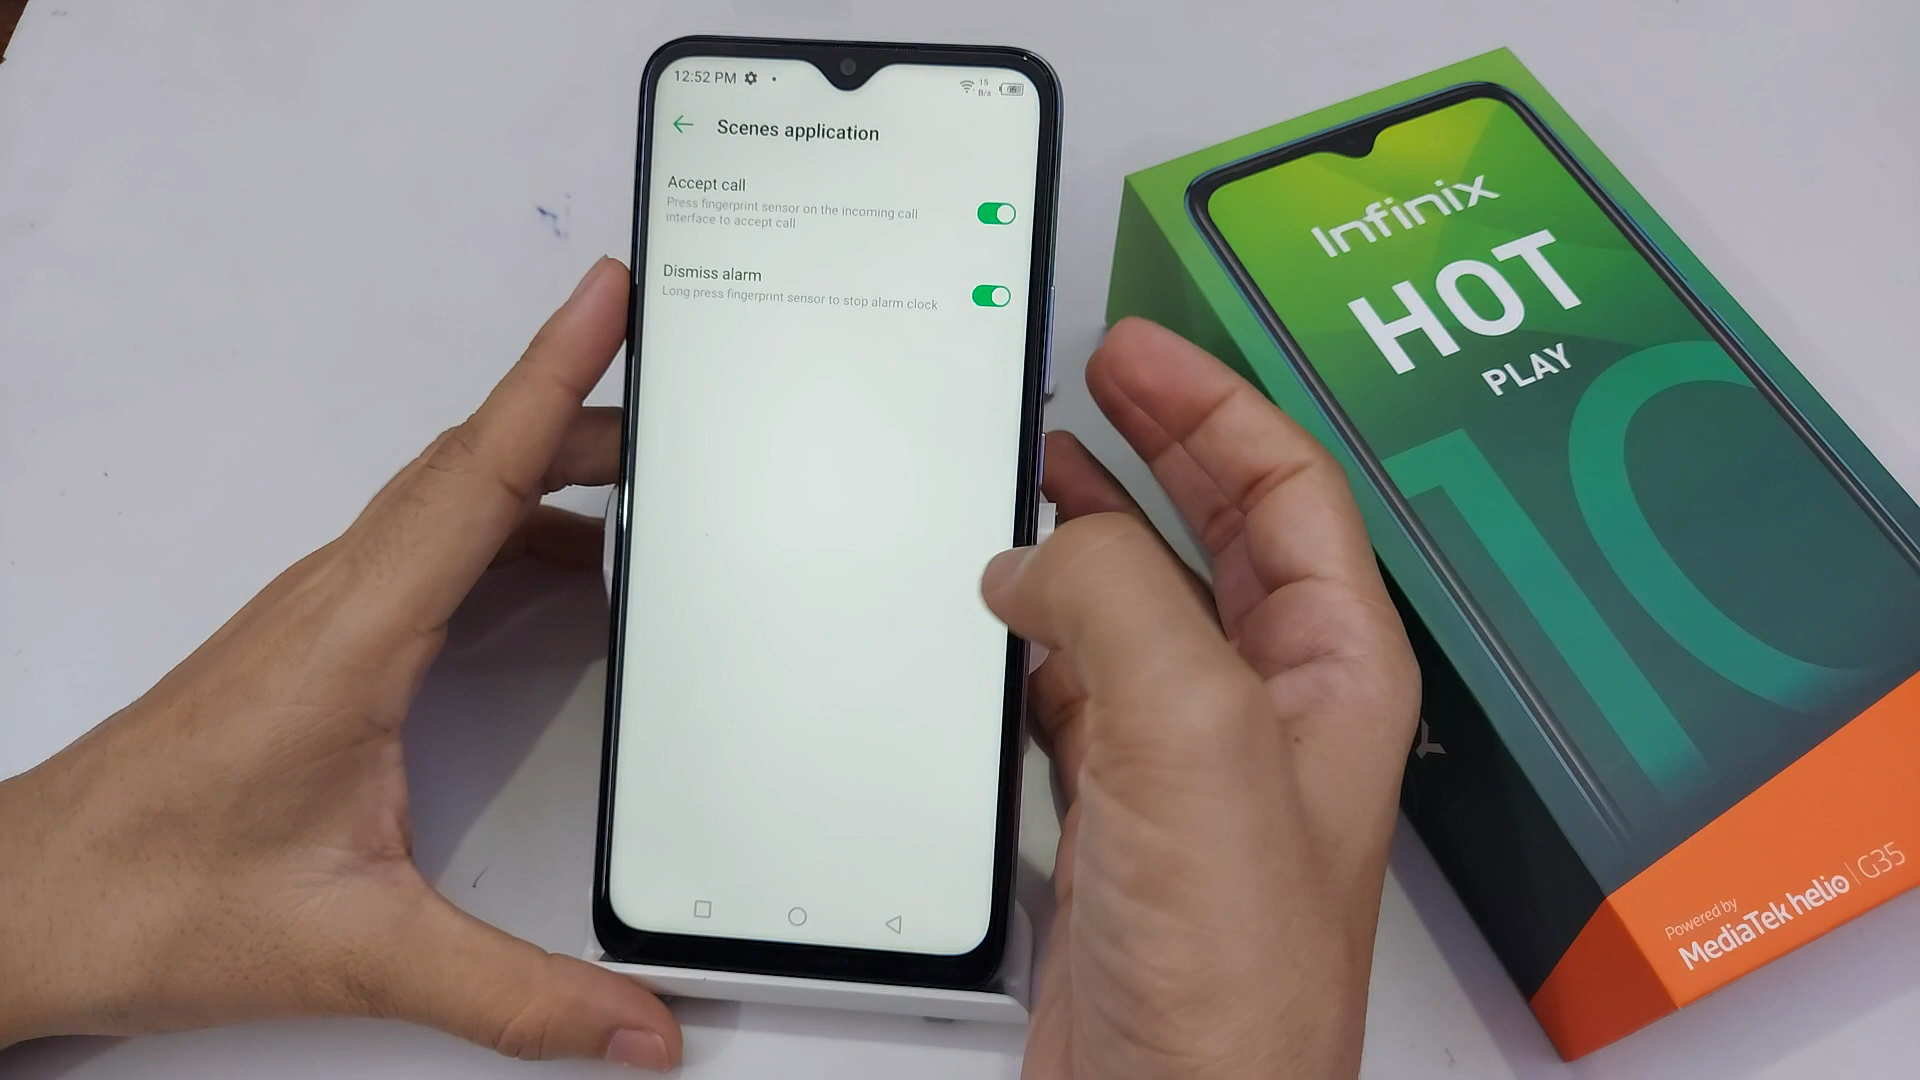 12:52 PM
15
B/s
Scenes application
Accept call
Press fingerprint sensor on the incoming call
interface to accept call
Dismiss alarm
Long press fingerprint sensor to stop alarm clock
Infinix
HOT
PLAY
10
Powered by
MediaTek helio | G35